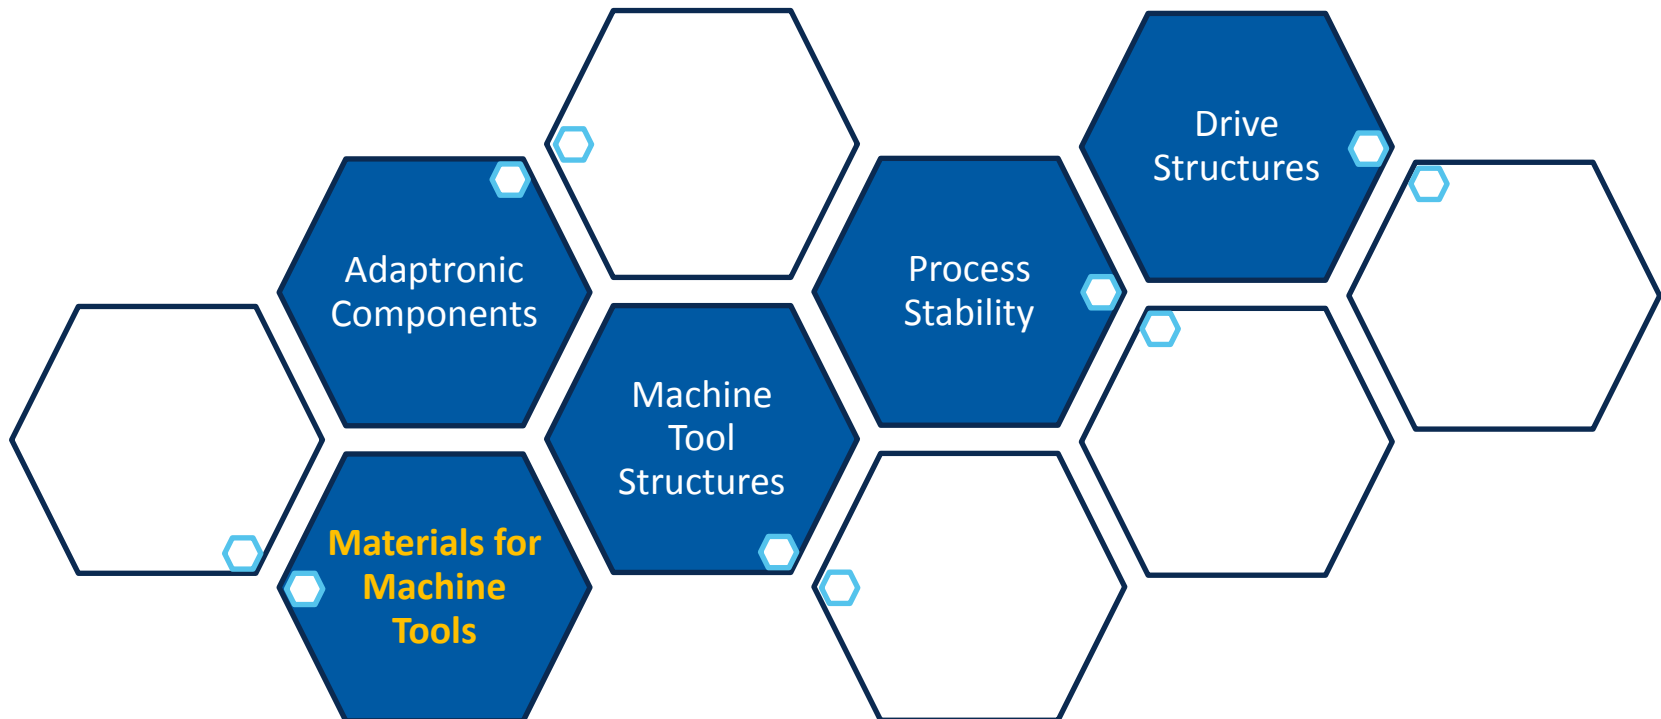 Drive
Structures
Adaptronic
Components
Process
Stability
Machine
Tool
Structures
Materials for
Machine
Tools